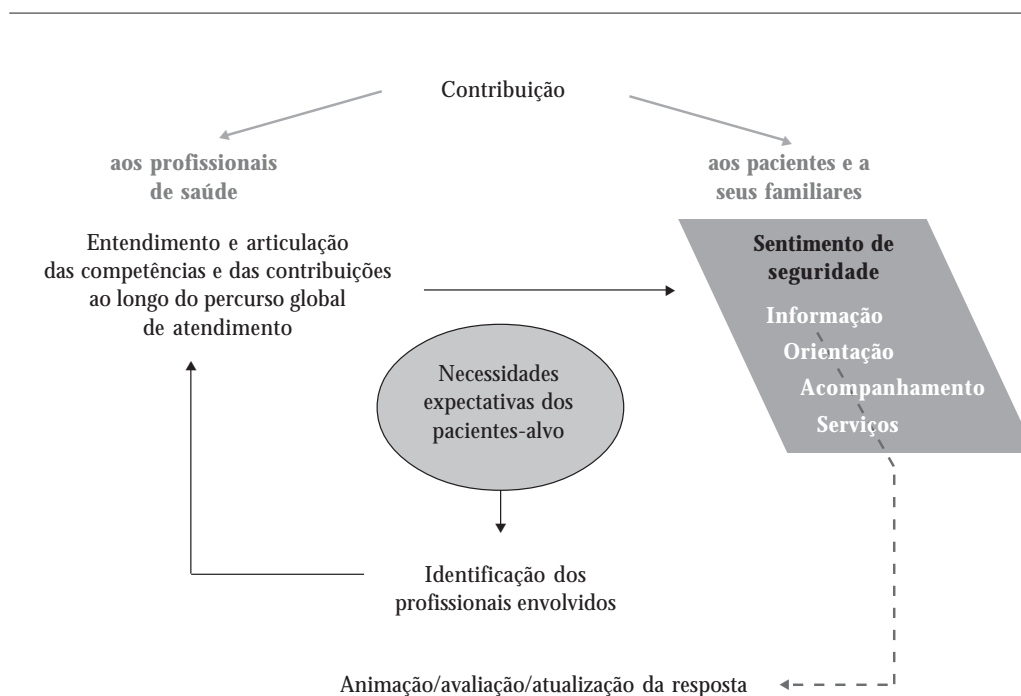 Contribuição
aos profissionais
de saúde
aos pacientes e a
seus familiares
Entendimento e articulação
das competências e das contribuições
ao longo do percurso global
de atendimento
Sentimento de
seguridade
Informação
Orientação
Acompanhamento
Serviços
Necessidades
expectativas dos
pacientes-alvo
Identificação dos
profissionais envolvidos
Animação/avaliação/atualização da resposta